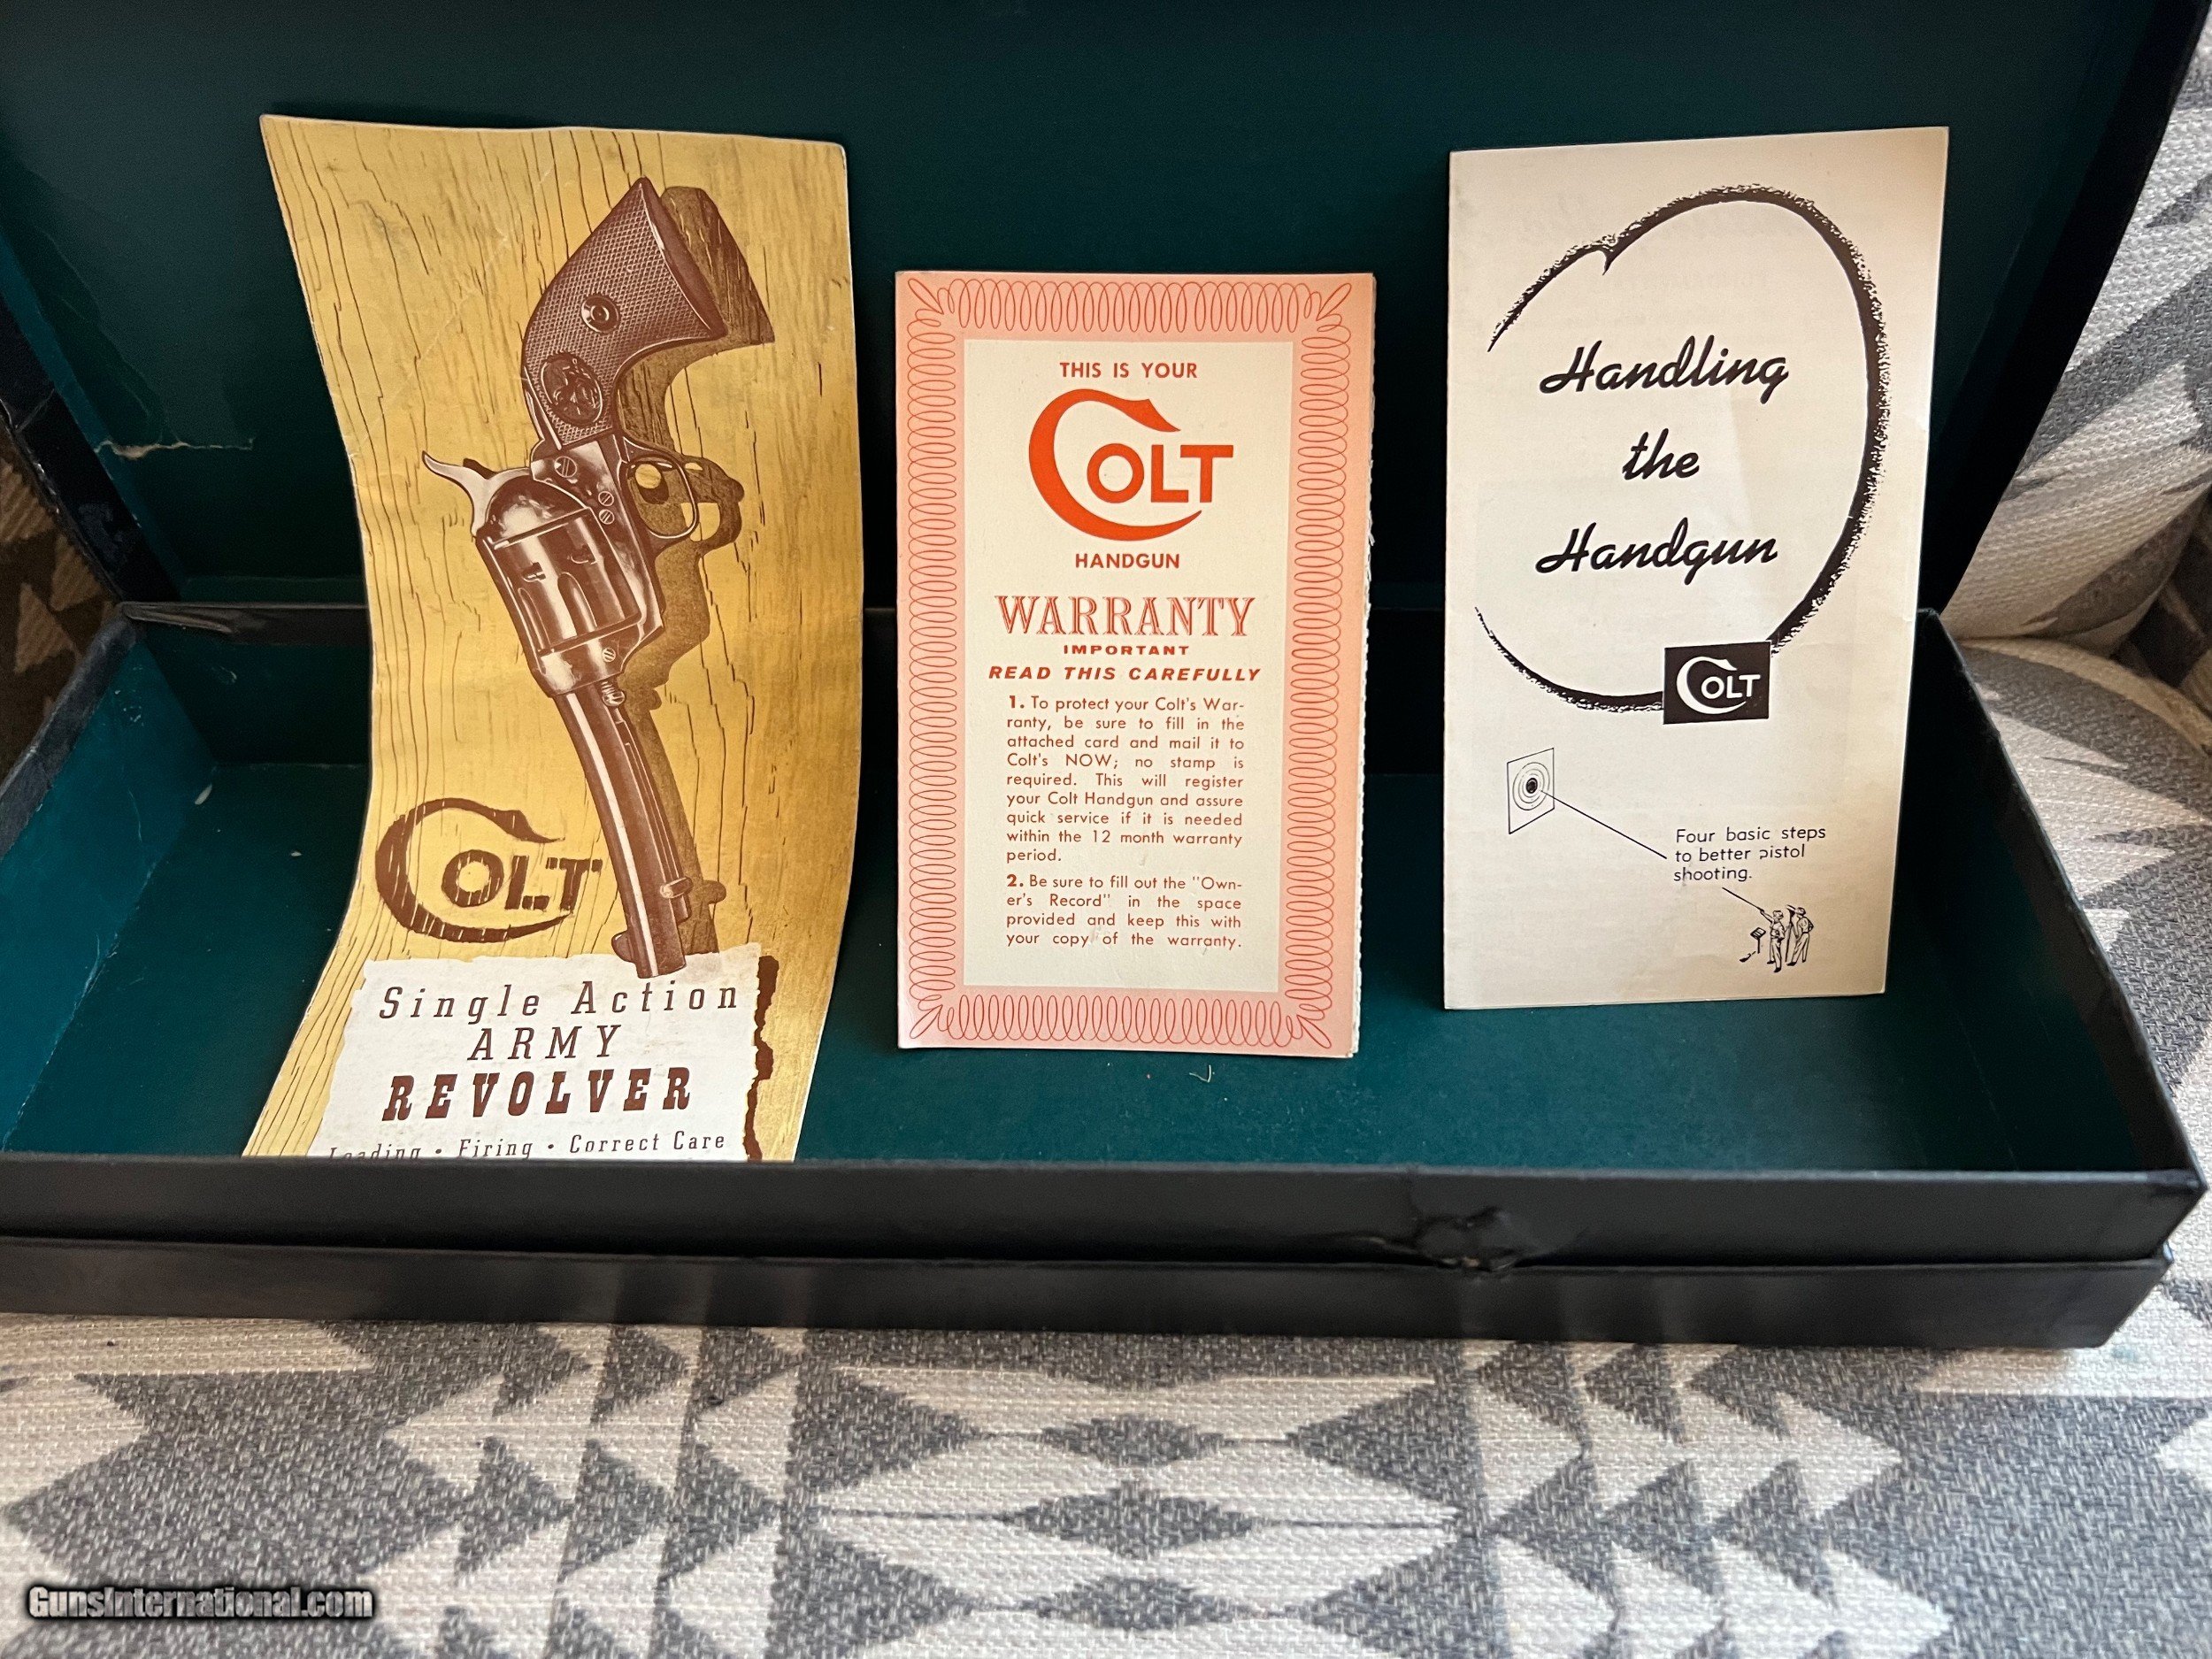 COLT
Single Action
ARMY
REVOLVER
Loading • Firing • Correct Care
THIS IS YOUR
COLT
HANDGUN
WARRANTY
IMPORTANT
READ THIS CAREFULLY
1. To protect your Colt's War-
ranty, be sure to fill in the
attached card and mail it to
Colt's NOW; no stamp is
required. This will register
your Colt Handgun and assure
quick service if it is needed
within the 12 month warranty
period.
2. Be sure to fill out the "Own-
er's Record" in the space
provided and keep this with
your copy of the warranty.
Handling
the
Handgun
COLT
Four basic steps
to better pistol
shooting.
GunsInternational.com